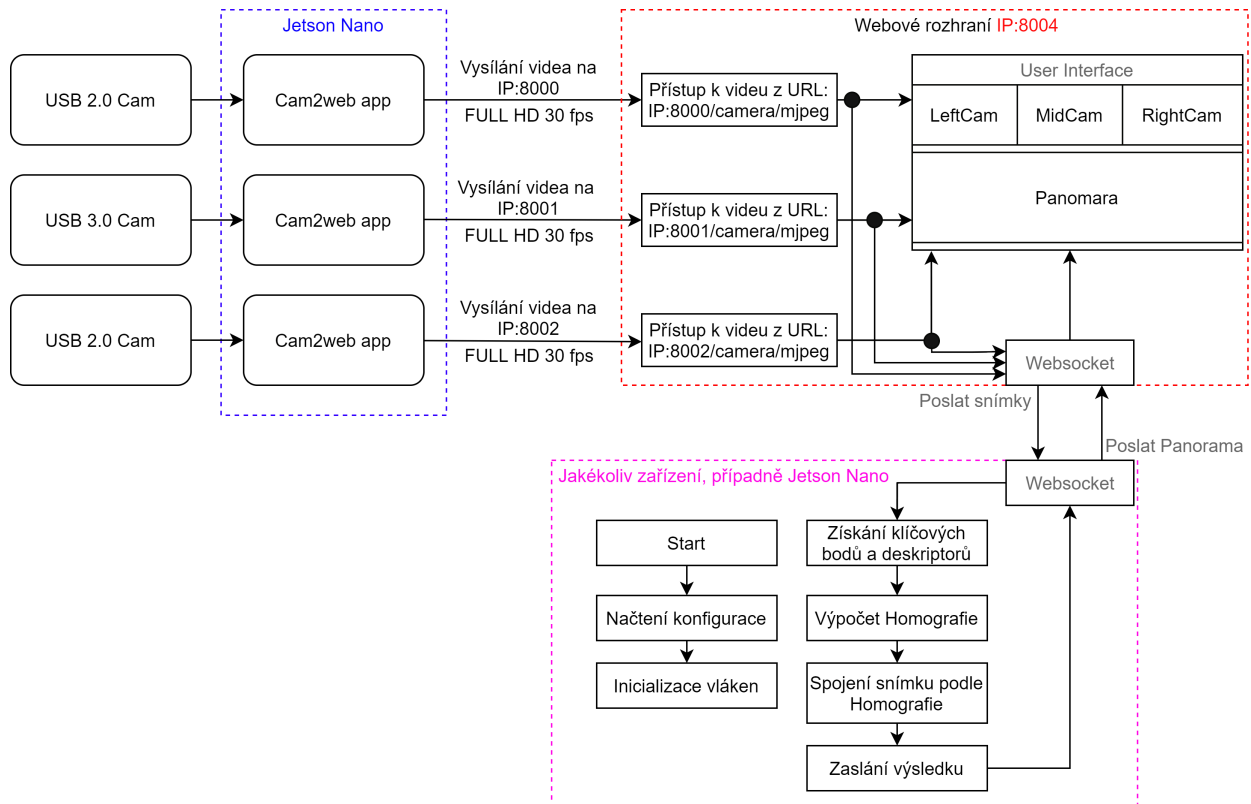 Jetson Nano
Webové rozhraní IP:8004
USB 2.0 Cam
Cam2web app
Vysílání videa na
IP:8000
FULL HD 30 fps
Přístup k videu z URL:
IP:8000/camera/mjpeg
User Interface
LeftCam
MidCam
RightCam
USB 3.0 Cam
Cam2web app
Vysílání videa na
IP:8001
FULL HD 30 fps
Přístup k videu z URL:
IP:8001/camera/mjpeg
Panomara
USB 2.0 Cam
Cam2web app
Vysílání videa na
IP:8002
FULL HD 30 fps
Přístup k videu z URL:
IP:8002/camera/mjpeg
Websocket
Poslat snímky
Poslat Panorama
Jakékoliv zařízení, případně Jetson Nano
Websocket
Start
Načtení konfigurace
Inicializace vláken
Získání klíčových
bodů a deskriptorů
Výpočet Homografie
Spojení snímku podle
Homografie
Zaslání výsledku